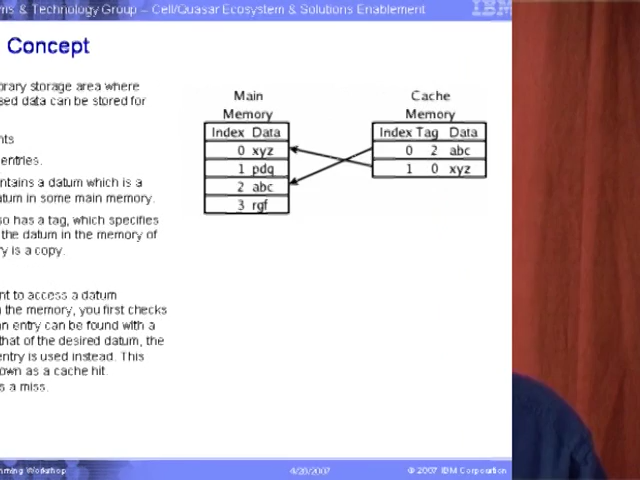 ms & Technology Group – Cell/Quasar Ecosystem & Solutions Enablement
IBM
Concept
orary storage area where
sed data can be stored for
nts
entries.
ntains a datum which is a
atum in some main memory.
so has a tag, which specifies
the datum in the memory of
ry is a copy.
nt to access a datum
n the memory, you first checks
an entry can be found with a
that of the desired datum, the
entry is used instead. This
own as a cache hit.
s a miss.
Main
Memory
Index Data
0 xyz
1 pdq
2 abc
3 rgf
Cache
Memory
Index Tag Data
0 2 abc
1 0 xyz
mming Workshop
4/26/2007
© 2007 IBM Corporation